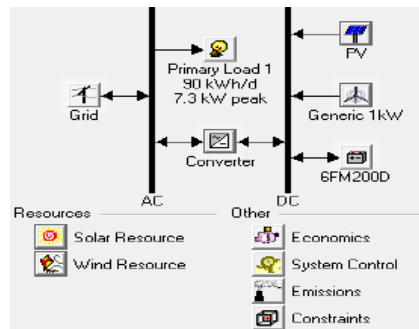 PV
Primary Load 1
90 kWh/d
7.3 kW peak
Grid
Generic 1kW
Converter
6FM200D
AC
DC
Resources
Other
Solar Resource
Economics
Wind Resource
System Control
Emissions
Constraints